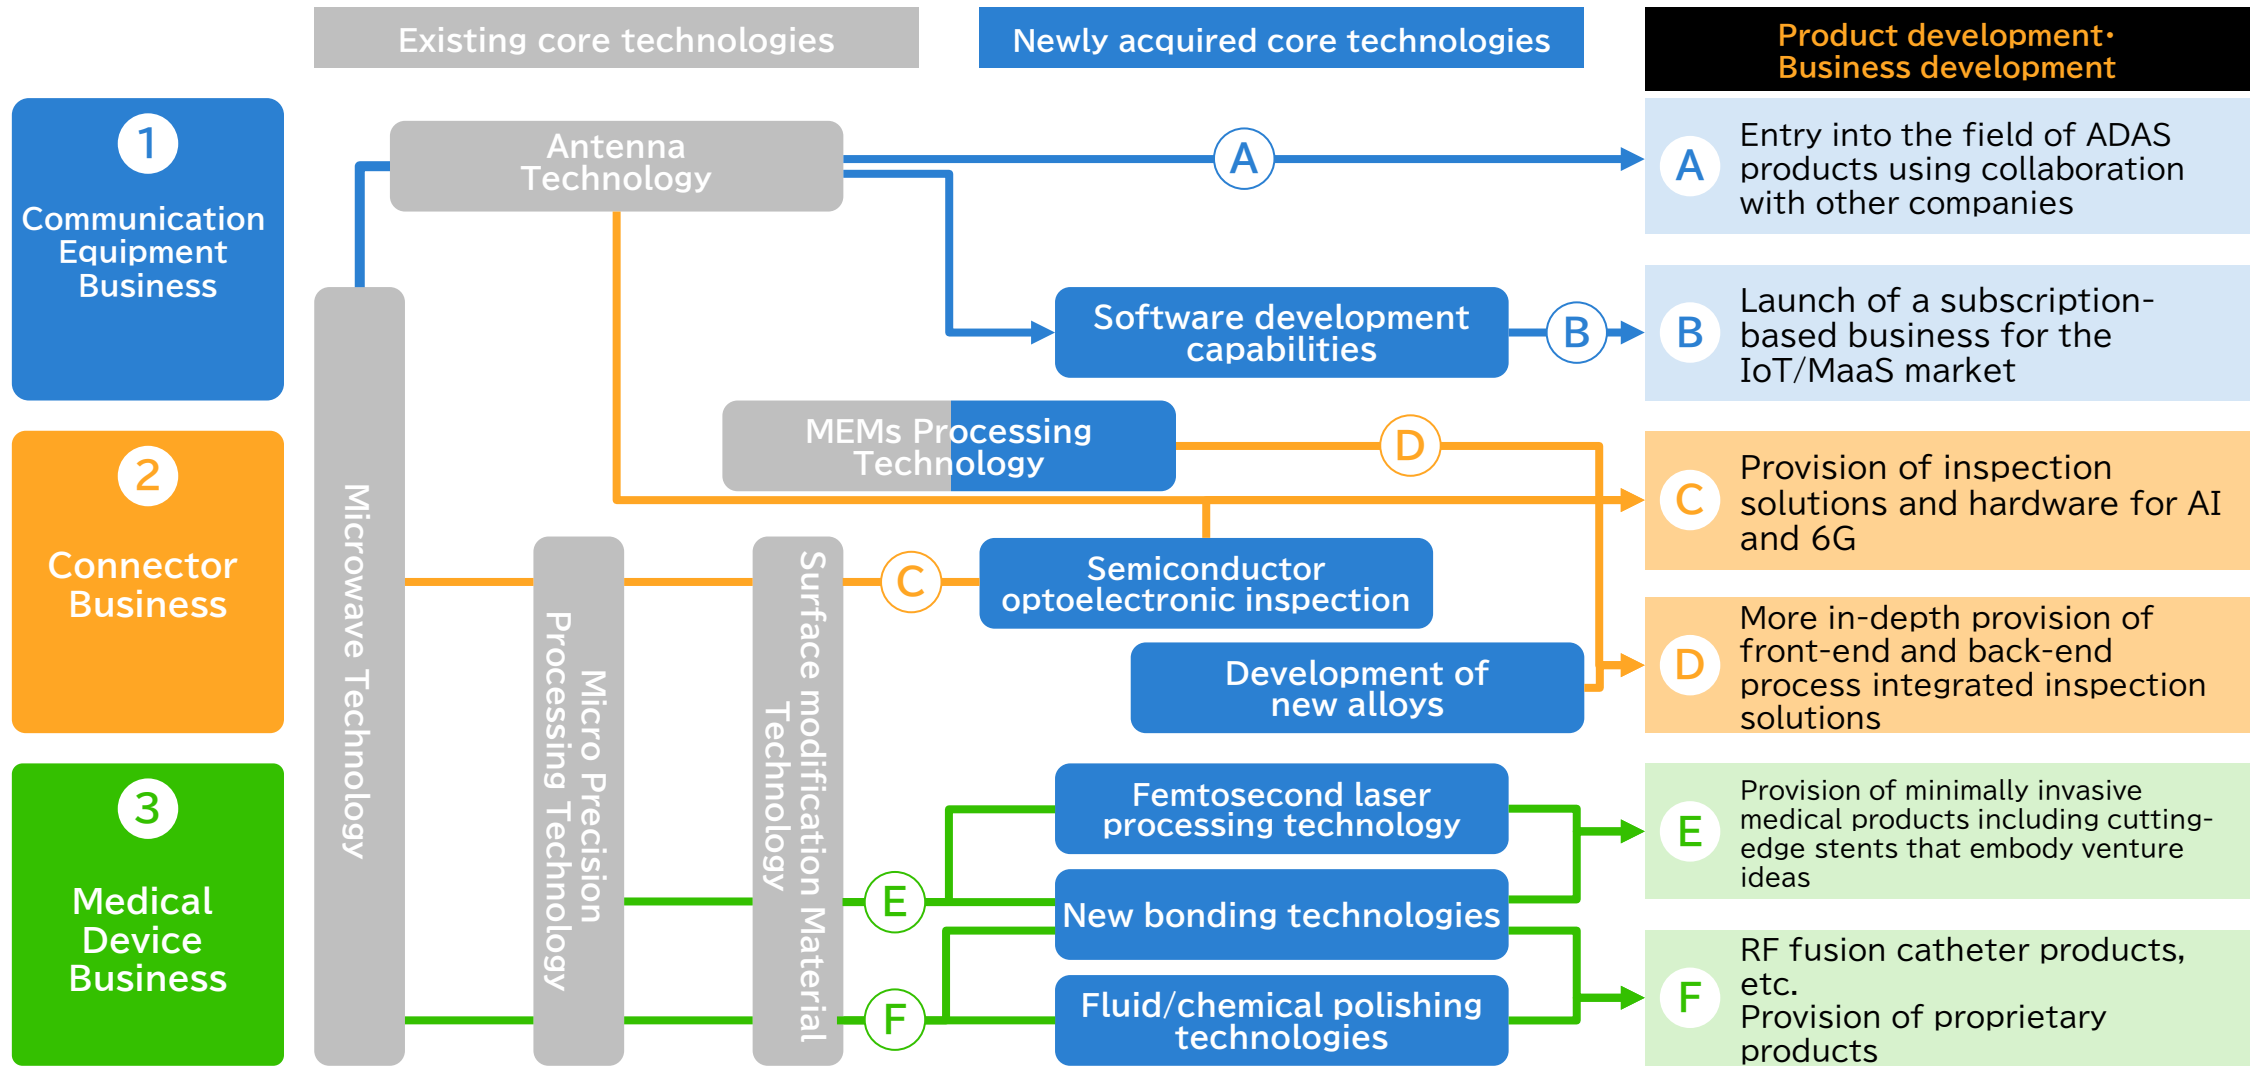 Existing core technologies
Newly acquired core technologies
Product development・
Business development
1
Communication
Equipment
Business
2
Connector
Business
3
Medical
Device
Business
Microwave Technology
Antenna
Technology
Micro Precision
Processing Technology
Surface modification Material
Technology
A
Software development
capabilities
B
MEMs Processing
Technology
D
C
Semiconductor
optoelectronic inspection
Development of
new alloys
Femtosecond laser
processing technology
E
New bonding technologies
F
Fluid/chemical polishing
technologies
A
Entry into the field of ADAS
products using collaboration
with other companies
B
Launch of a subscription-
based business for the
IoT/MaaS market
C
Provision of inspection
solutions and hardware for AI
and 6G
D
More in-depth provision of
front-end and back-end
process integrated inspection
solutions
E
Provision of minimally invasive
medical products including cutting-
edge stents that embody venture
ideas
F
RF fusion catheter products,
etc.
Provision of proprietary
products